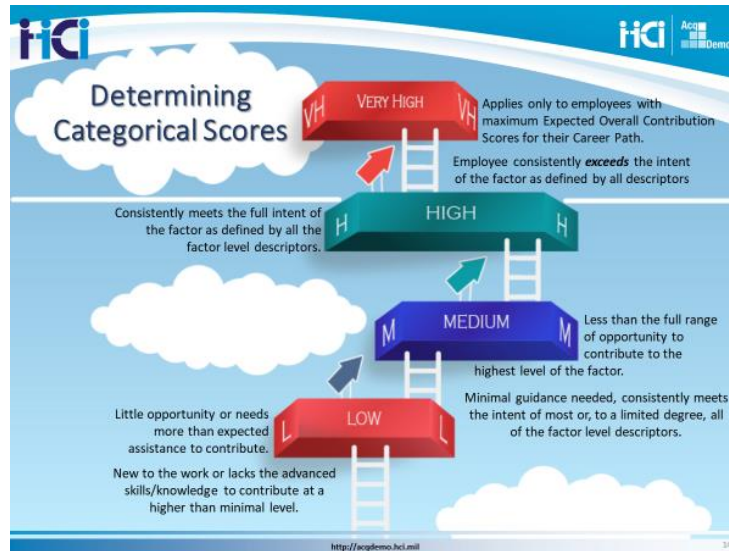 HCi
HCi
Acq
Demo
Determining
Categorical Scores
VH
VERY HIGH
VH
Applies only to employees with
maximum Expected Overall Contribution
Scores for their Career Path.
Employee consistently exceeds the intent
of the factor as defined by all descriptors
Consistently meets the full intent of
the factor as defined by all the
factor level descriptors.
H
HIGH
H
M
MEDIUM
M
Less than the full range
of opportunity to
contribute to the
highest level of the factor.
Minimal guidance needed, consistently meets
the intent of most or, to a limited degree, all
of the factor level descriptors.
Little opportunity or needs
more than expected
assistance to contribute.
L
LOW
L
New to the work or lacks the advanced
skills/knowledge to contribute at a
higher than minimal level.
http://acqdemo.hci.mil